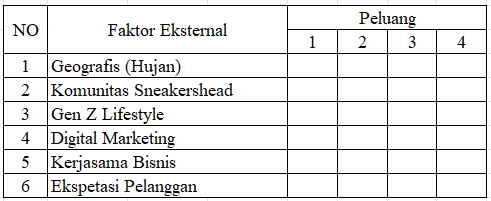 NO Faktor Eksternal Peluang
1 2 3 4
1 Geografis (Hujan)
2 Komunitas Sneakershead
3 Gen Z Lifestyle
4 Digital Marketing
5 Kerjasama Bisnis
6 Ekspetasi Pelanggan